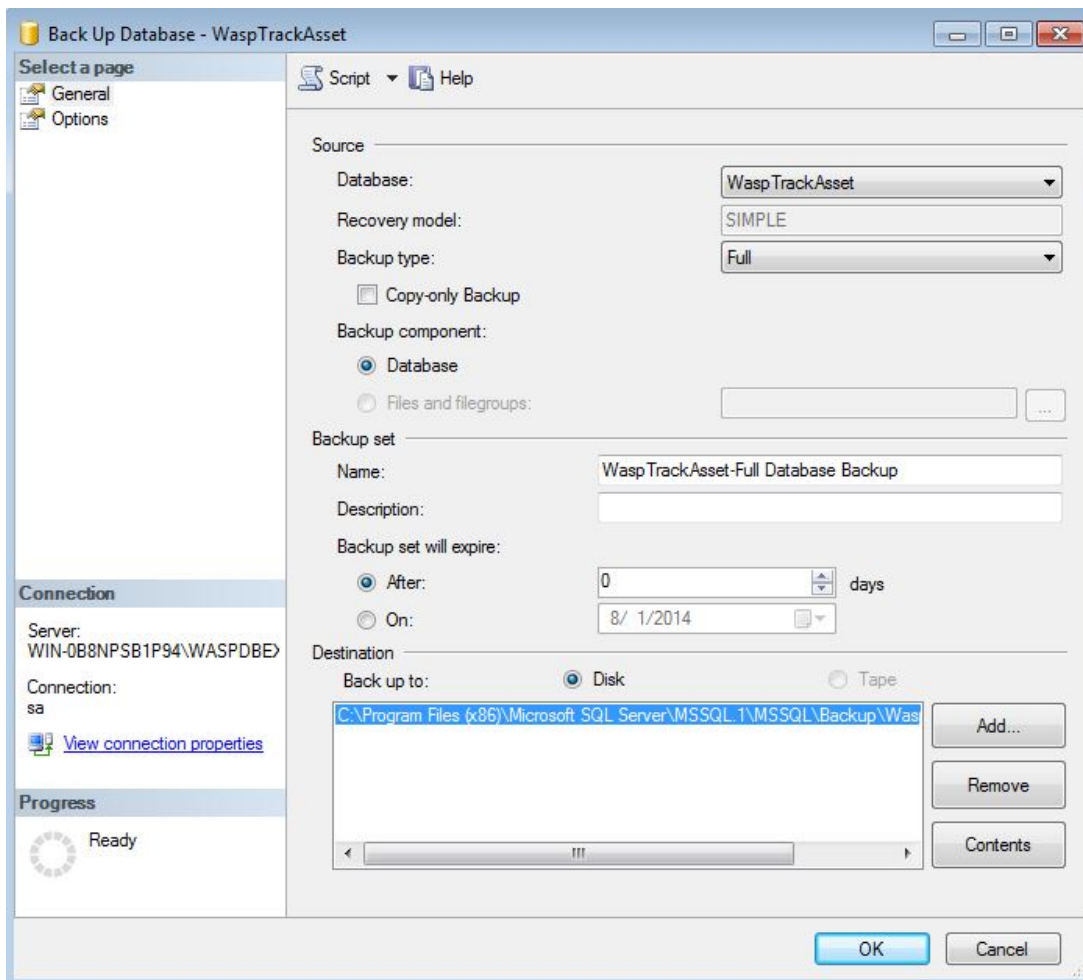 Back Up Database - WaspTrackAsset
Select a page
General
Options
Script Help
Source
Database: WaspTrackAsset
Recovery model: SIMPLE
Backup type: Full
Copy-only Backup
Backup component:
Database
Files and filegroups: ...
Backup set
Name: WaspTrackAsset-Full Database Backup
Description:
Backup set will expire:
After: 0 days
On: 8/ 1/2014
Connection
Server:
WIN-0B8NPSB1P94\WASPDBEX
Connection:
sa
View connection properties
Progress
Ready
Destination
Back up to: Disk Tape
C:\Program Files (x86)\Microsoft SQL Server\MSSQL.1\MSSQL\Backup\Was
Add...
Remove
Contents
OK Cancel